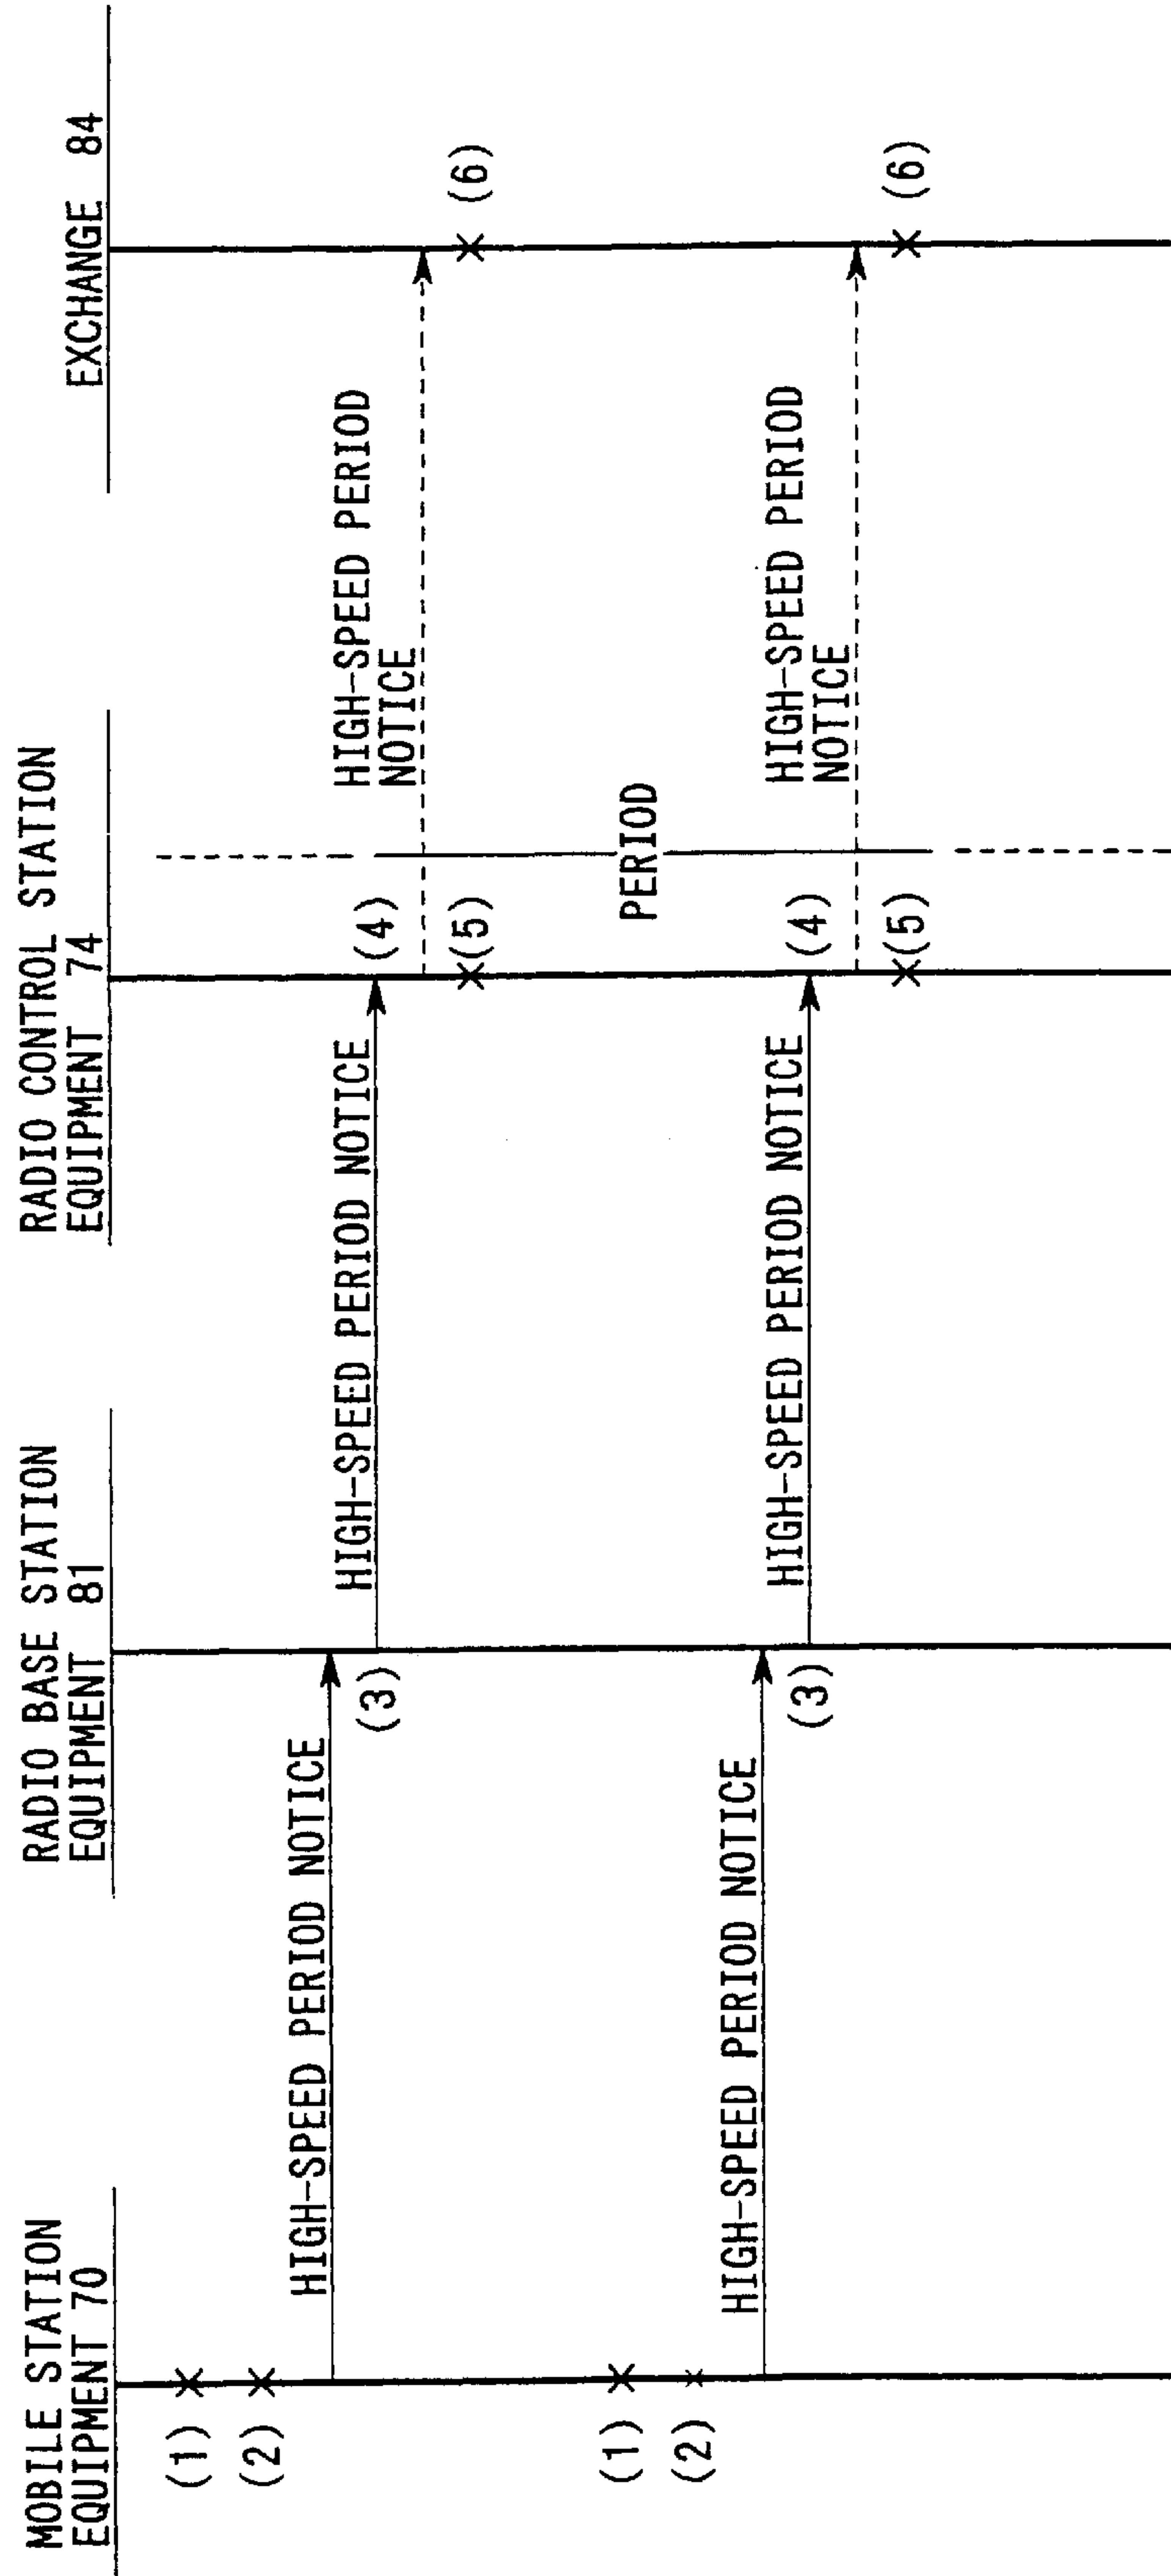 MOBILE STATION
EQUIPMENT 70
RADIO BASE STATION
EQUIPMENT 81
RADIO CONTROL STATION
EQUIPMENT 74
EXCHANGE 84
(1)
(2)
HIGH-SPEED PERIOD NOTICE
(3)
HIGH-SPEED PERIOD NOTICE
(4)
HIGH-SPEED PERIOD
NOTICE
(5)
(6)
PERIOD
(1)
(2)
HIGH-SPEED PERIOD NOTICE
(3)
HIGH-SPEED PERIOD NOTICE
(4)
HIGH-SPEED PERIOD
NOTICE
(5)
(6)